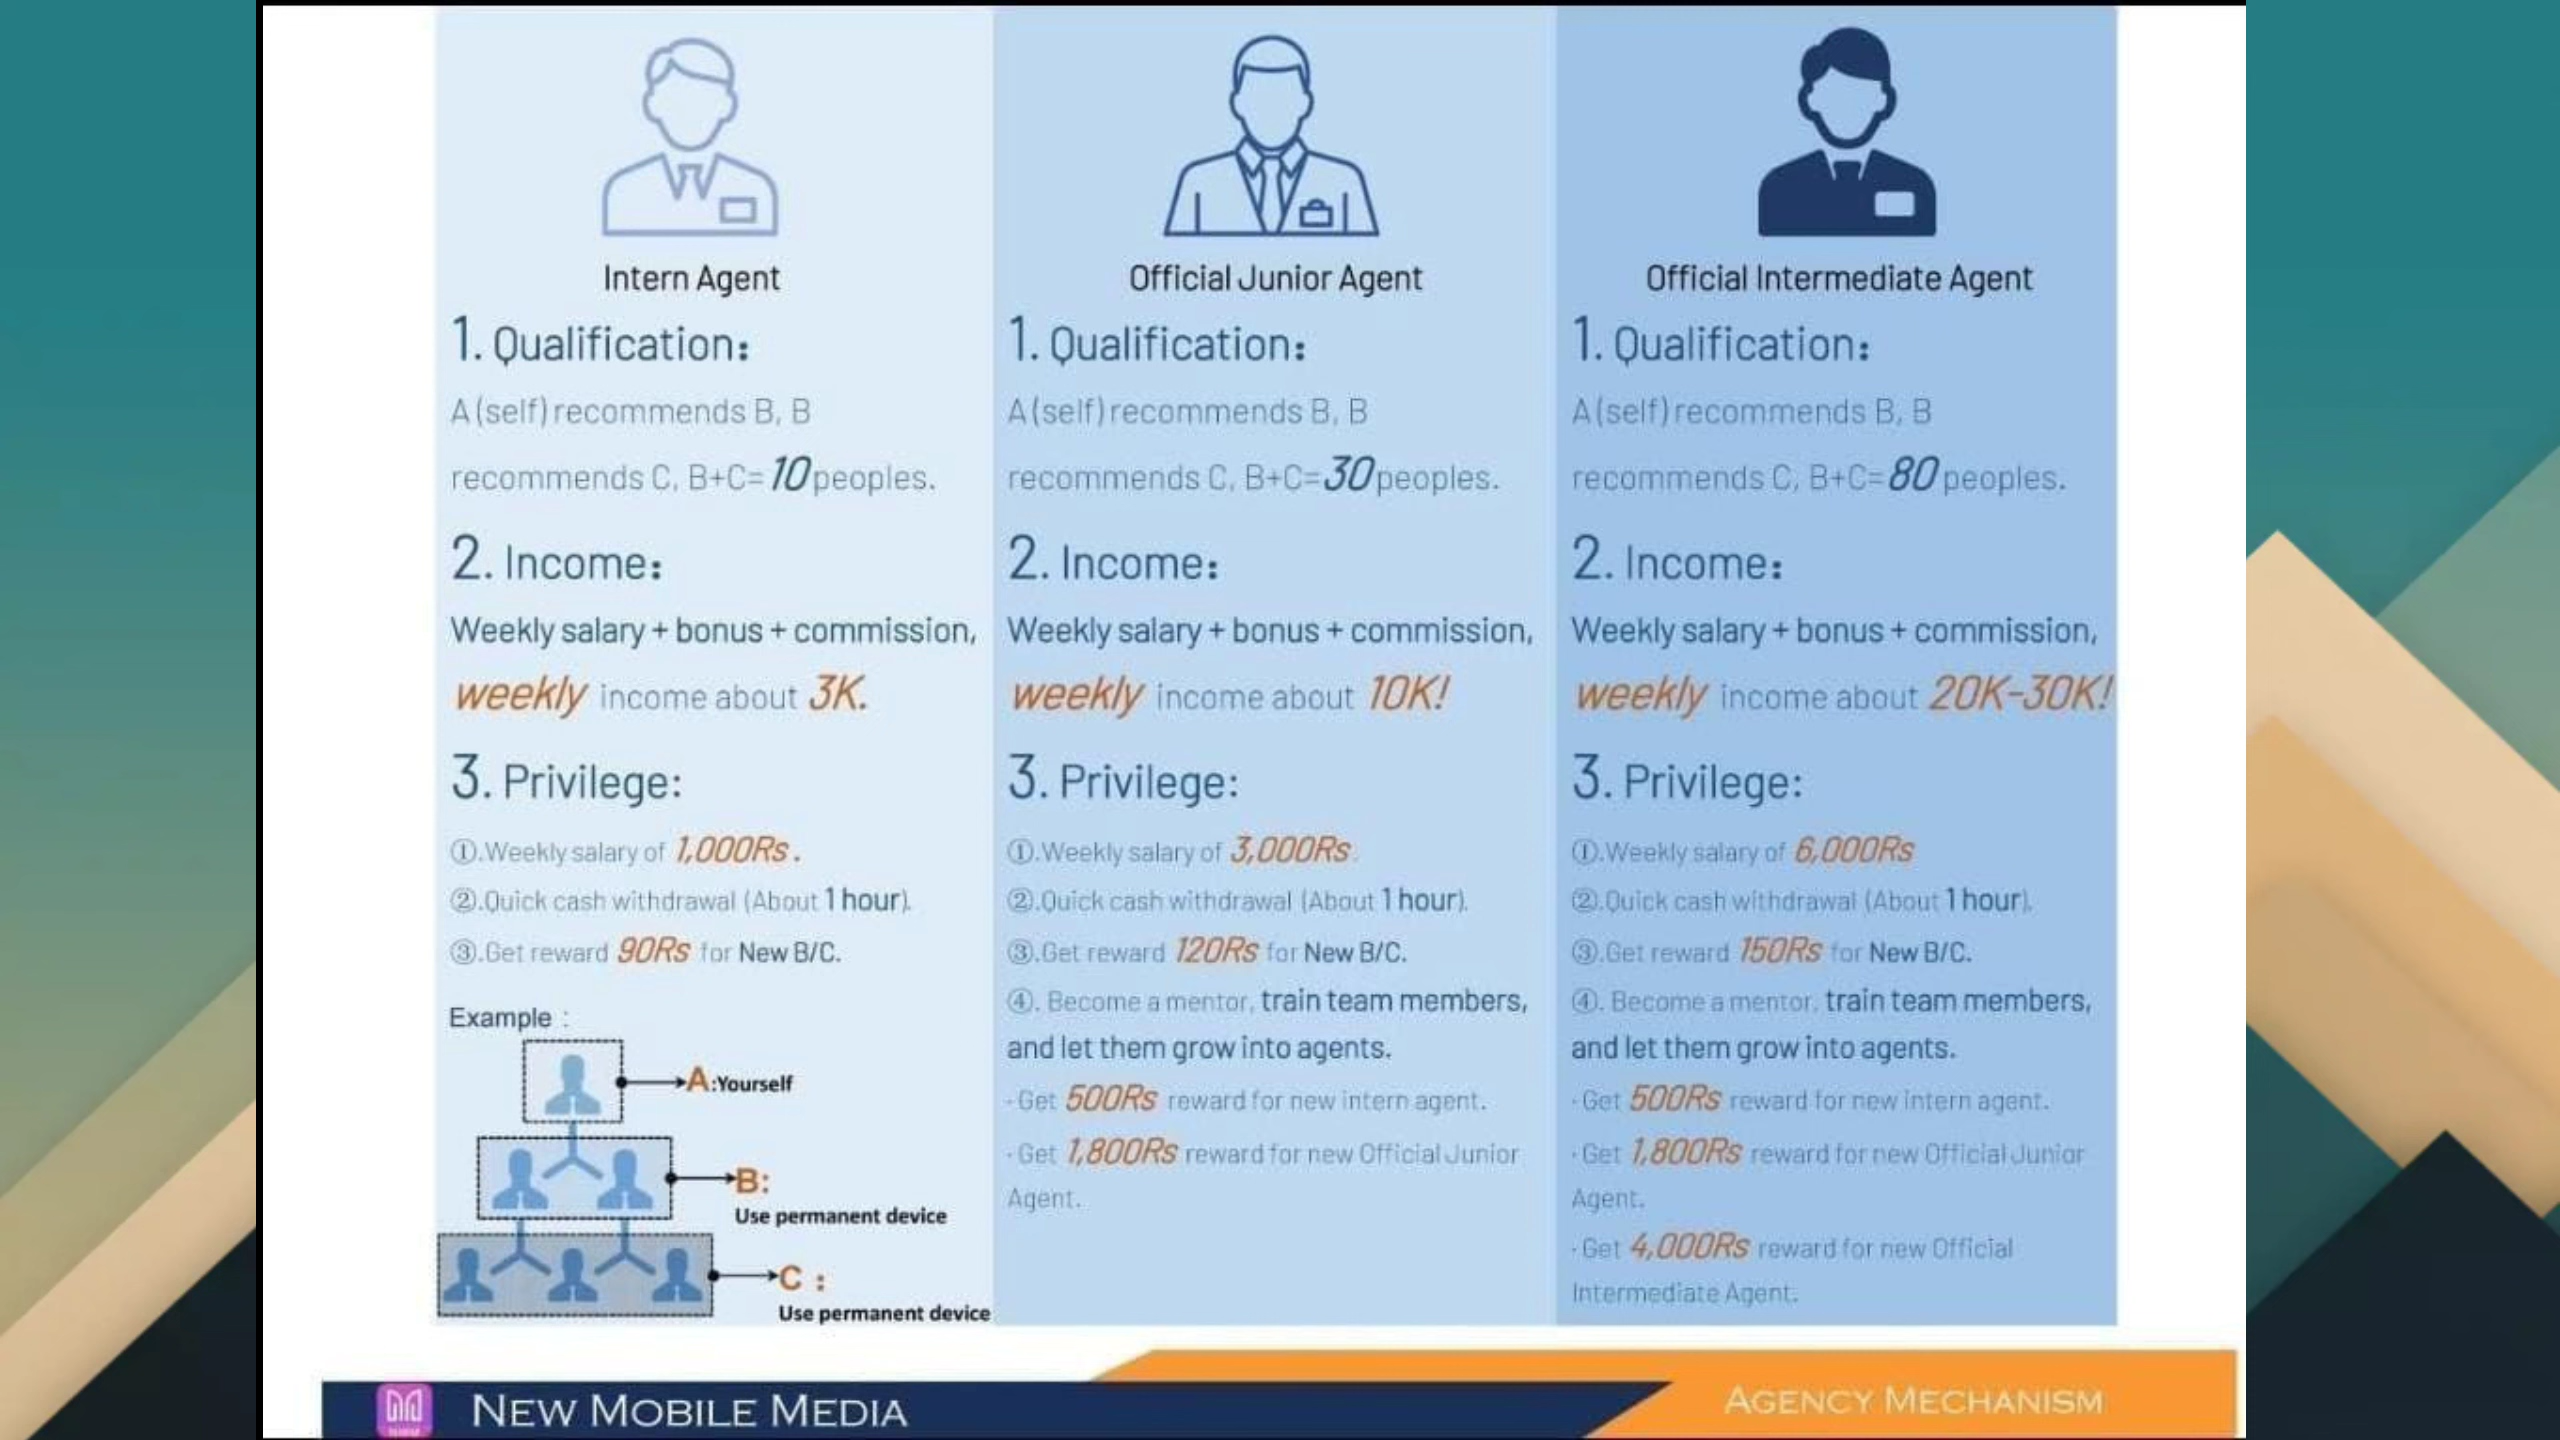 Intern Agent
1. Qualification:
A (self) recommends B, B
recommends C, B+C= 10 peoples.
2. Income:
Weekly salary + bonus + commission,
weekly income about 3K.
3. Privilege:
①.Weekly salary of 1,000Rs .
②.Quick cash withdrawal (About 1 hour).
③.Get reward 90Rs for New B/C.
Example :
A:Yourself
B:
Use permanent device
C :
Use permanent device
Official Junior Agent
1. Qualification:
A (self) recommends B, B
recommends C, B+C= 30 peoples.
2. Income:
Weekly salary + bonus + commission,
weekly income about 10K!
3. Privilege:
①.Weekly salary of 3,000Rs.
②.Quick cash withdrawal (About 1 hour).
③.Get reward 120Rs for New B/C.
④. Become a mentor, train team members,
and let them grow into agents.
· Get 500Rs reward for new intern agent.
· Get 1,800Rs reward for new Official Junior
Agent.
Official Intermediate Agent
1. Qualification:
A (self) recommends B, B
recommends C, B+C= 80 peoples.
2. Income:
Weekly salary + bonus + commission,
weekly income about 20K-30K!
3. Privilege:
①.Weekly salary of 6,000Rs
②.Quick cash withdrawal (About 1 hour).
③.Get reward 150Rs for New B/C.
④. Become a mentor, train team members,
and let them grow into agents.
· Get 500Rs reward for new intern agent.
· Get 1,800Rs reward for new Official Junior
Agent.
· Get 4,000Rs reward for new Official
Intermediate Agent.
NEW MOBILE MEDIA
AGENCY MECHANISM